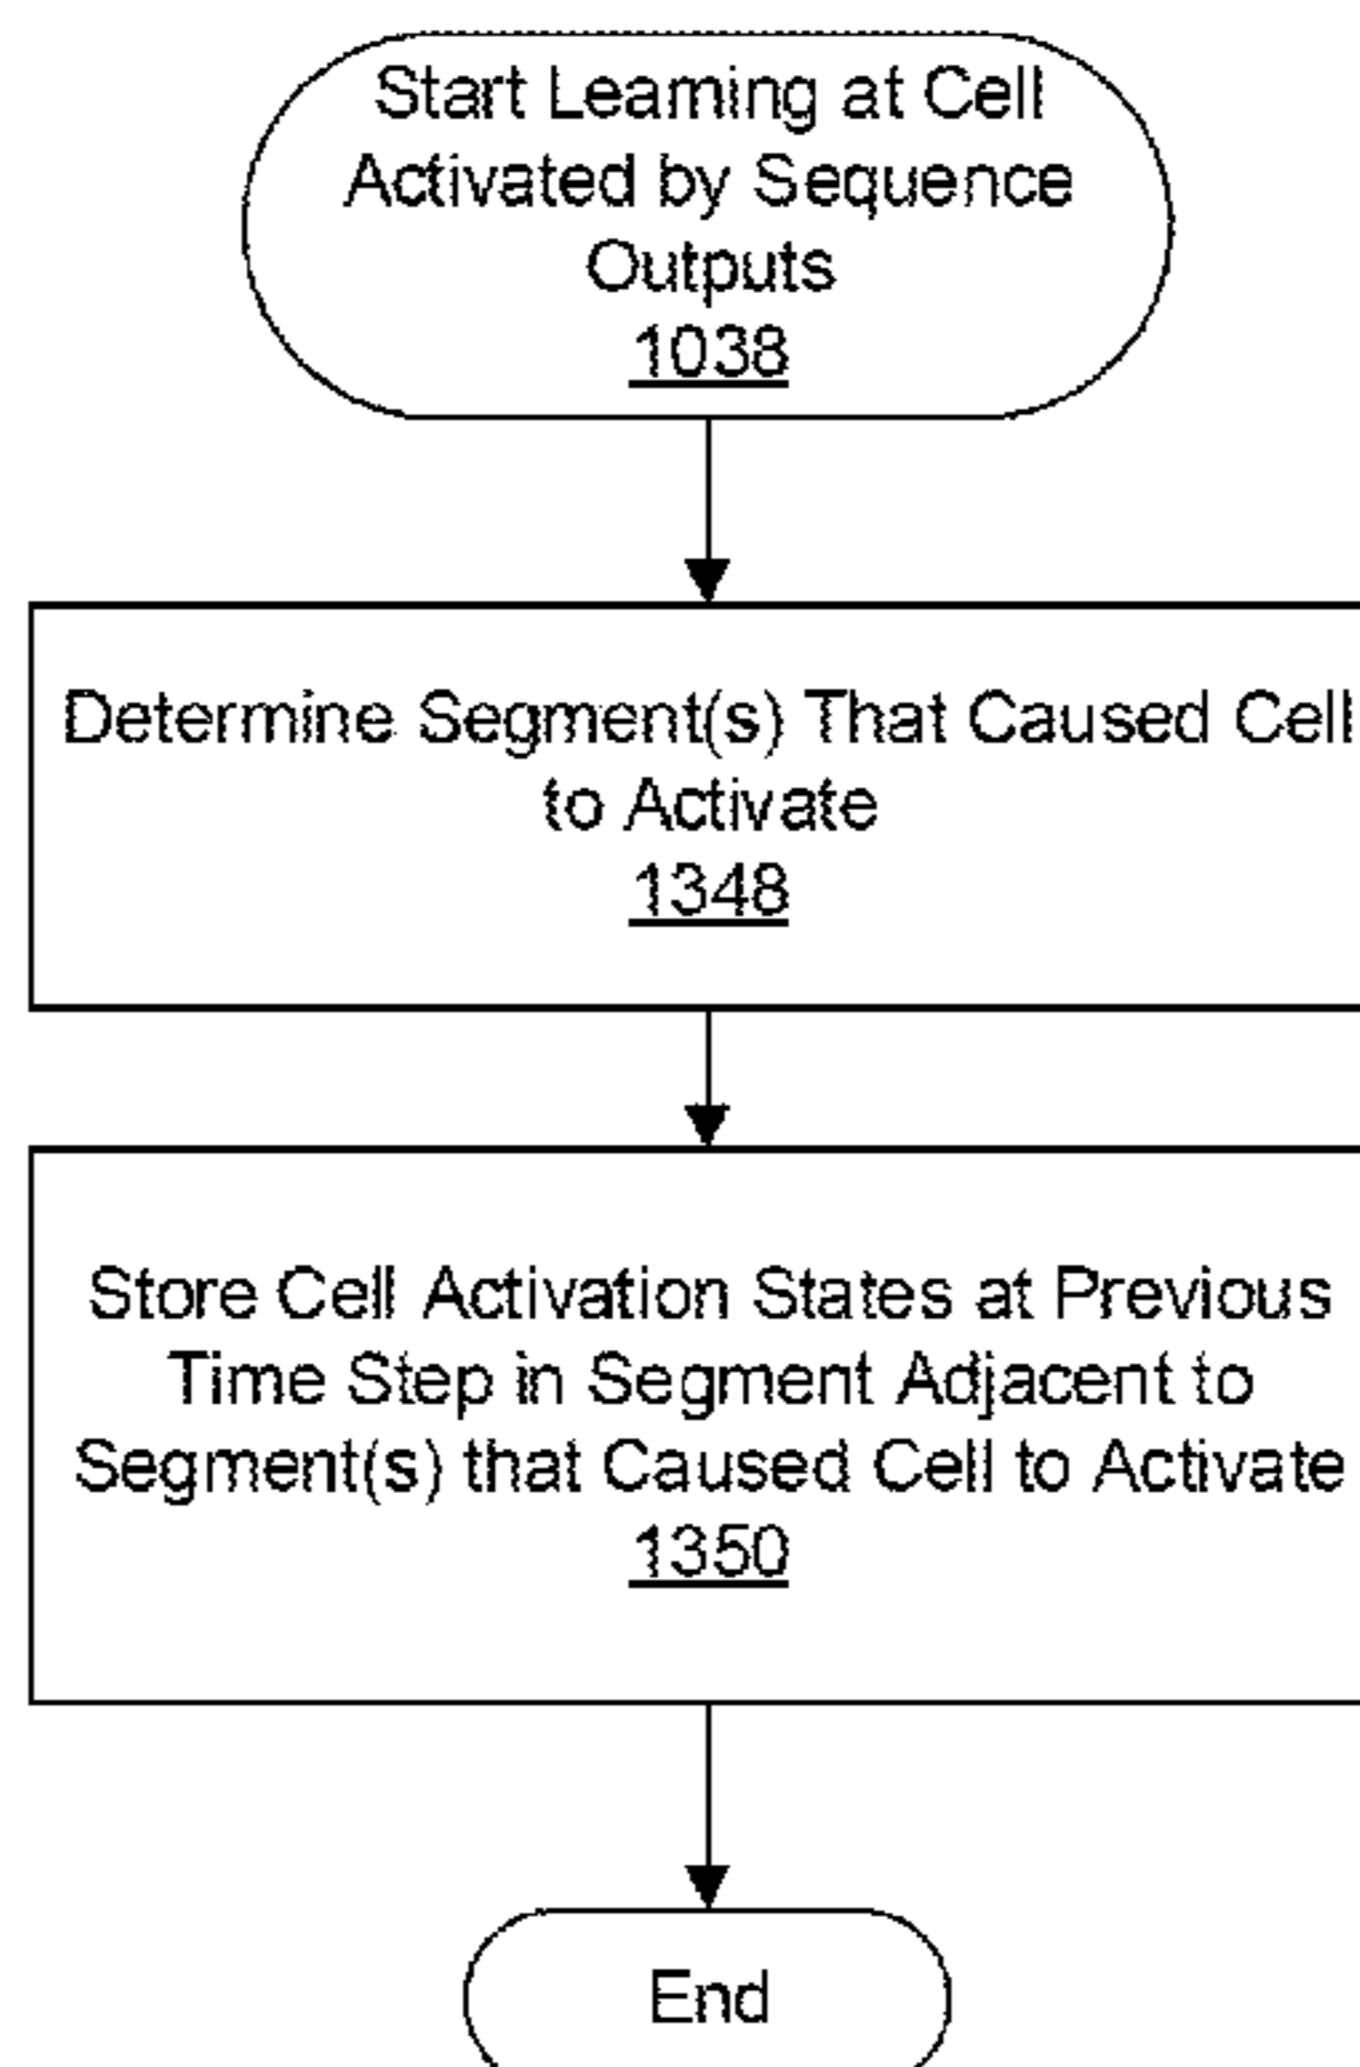 Start Learning at Cell
Activated by Sequence
Outputs
1038
Determine Segment(s) That Caused Cell
to Activate
1348
Store Cell Activation States at Previous
Time Step in Segment Adjacent to
Segment(s) that Caused Cell to Activate
1350
End